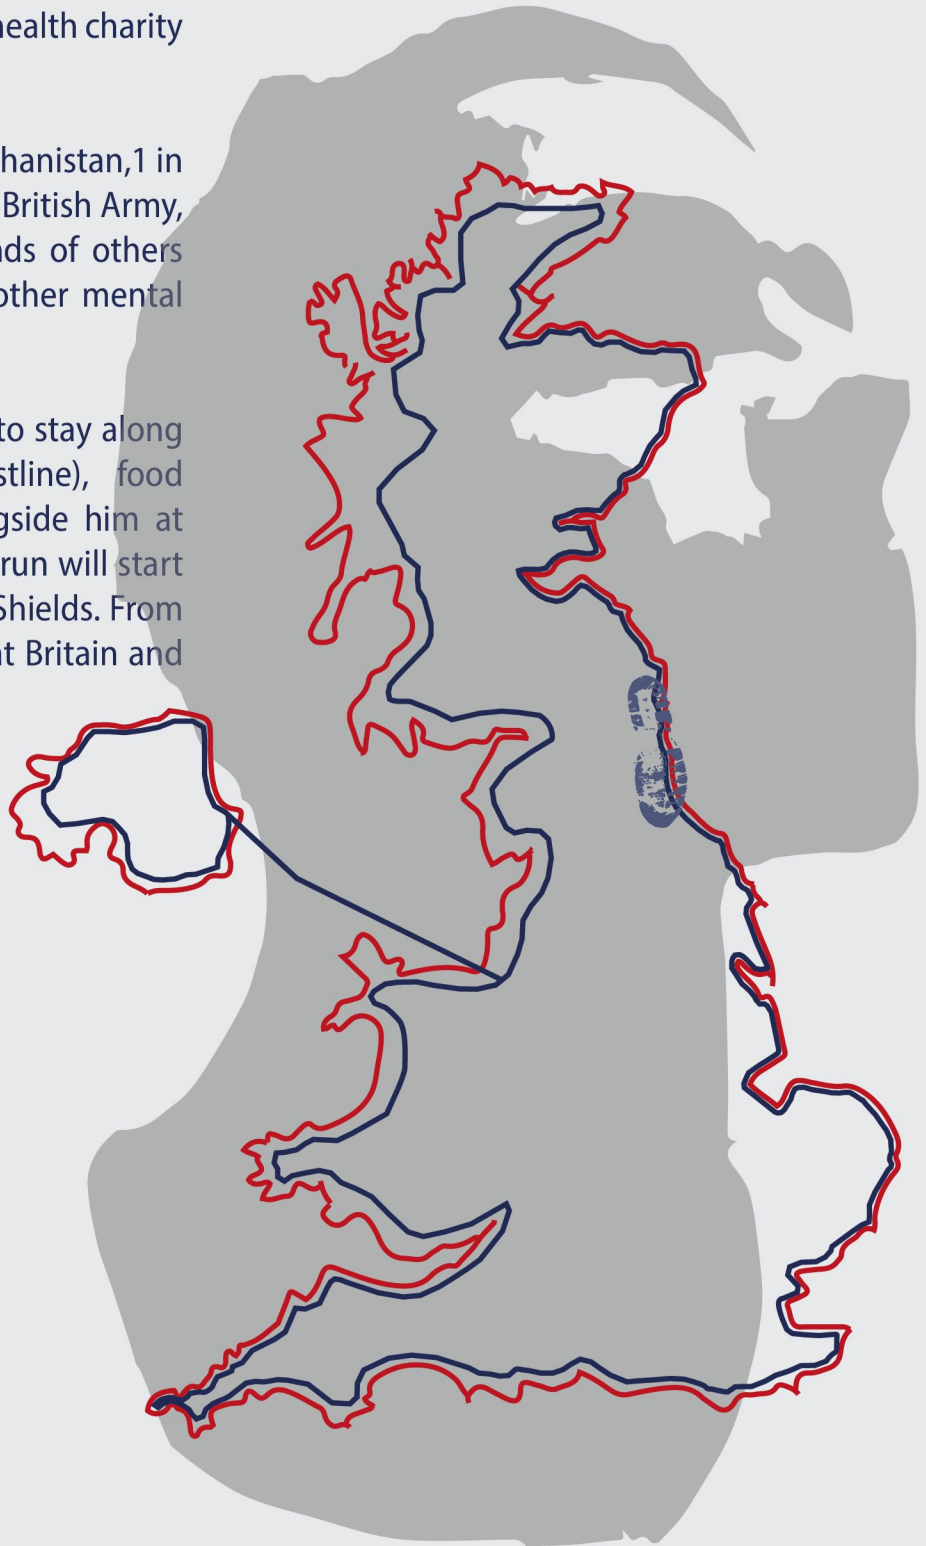 health charity
hanistan,1 in
British Army,
nds of others
other mental
to stay along
stline), food
gside him at
run will start
Shields. From
at Britain and